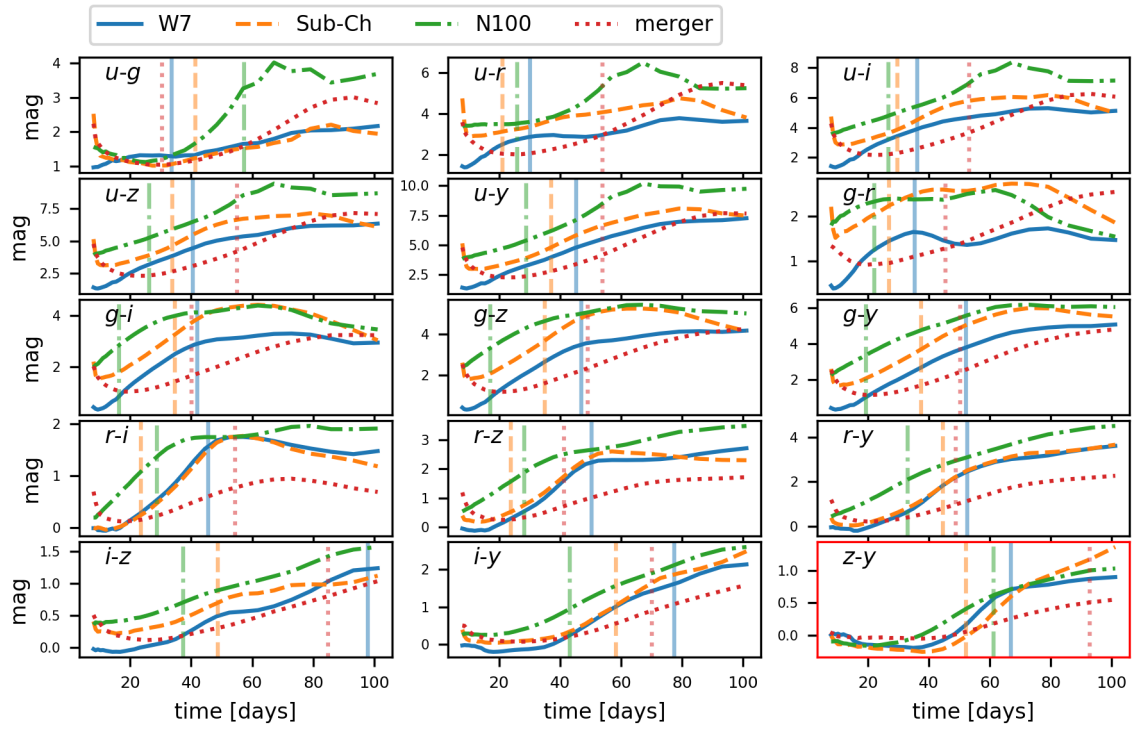 W7 Sub-Ch N100 merger
4 3 2 1 mag u-g
6 4 2 u-r
8 6 4 2 u-i
7.5 5.0 2.5 mag u-z
10.0 7.5 5.0 2.5 u-y
2 1 g-r
4 2 mag g-i
4 2 g-z
6 4 2 g-y
2 1 0 mag r-i
3 2 1 0 r-z
4 2 0 r-y
1.5 1.0 0.5 0.0 mag i-z
2 1 0 i-y
1.0 0.5 0.0 z-y
20 40 60 80 100 20 40 60 80 100 20 40 60 80 100
time [days] time [days] time [days]